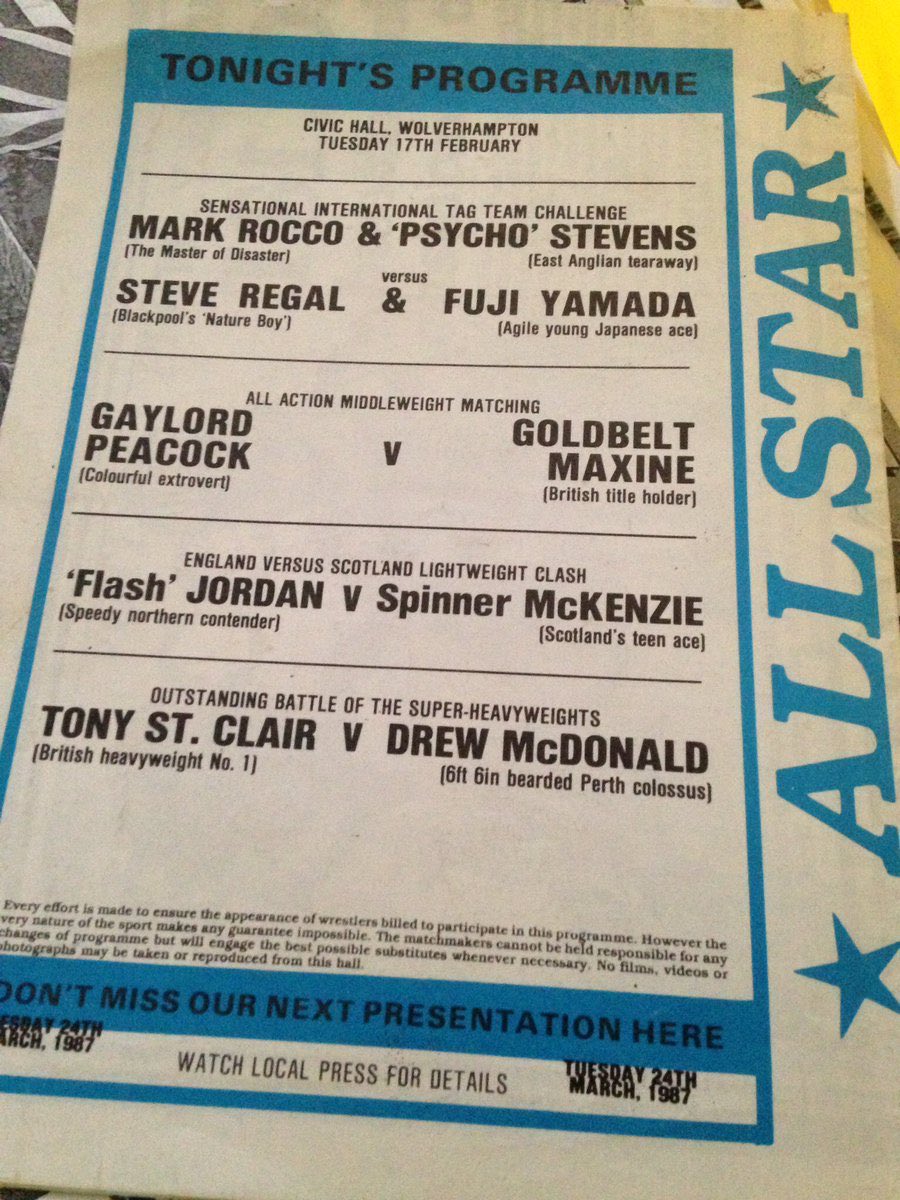 TONIGHT'S PROGRAMME
CIVIC HALL, WOLVERHAMPTON
TUESDAY 17TH FEBRUARY
SENSATIONAL INTERNATIONAL TAG TEAM CHALLENGE
MARK ROCCO & 'PSYCHO' STEVENS
(The Master of Disaster) (East Anglian tearaway)
versus
STEVE REGAL & FUJI YAMADA
(Blackpool's 'Nature Boy') (Agile young Japanese ace)
ALL ACTION MIDDLEWEIGHT MATCHING
GAYLORD PEACOCK V GOLDBELT MAXINE
(Colourful extrovert) (British title holder)
ENGLAND VERSUS SCOTLAND LIGHTWEIGHT CLASH
'Flash' JORDAN V Spinner McKENZIE
(Speedy northern contender) (Scotland's teen ace)
OUTSTANDING BATTLE OF THE SUPER-HEAVYWEIGHTS
TONY ST. CLAIR V DREW McDONALD
(British heavyweight No. 1) (6ft 6in bearded Perth colossus)
Every effort is made to ensure the appearance of wrestlers billed to participate in this programme. However the
very nature of the sport makes any guarantee impossible. The matchmakers cannot be held responsible for any
changes of programme but will engage the best possible substitutes whenever necessary. No films, videos or
photographs may be taken or reproduced from this hall.
DON'T MISS OUR NEXT PRESENTATION HERE
TUESDAY 24TH
MARCH, 1987
WATCH LOCAL PRESS FOR DETAILS
TUESDAY 24TH
MARCH, 1987
ALL STAR